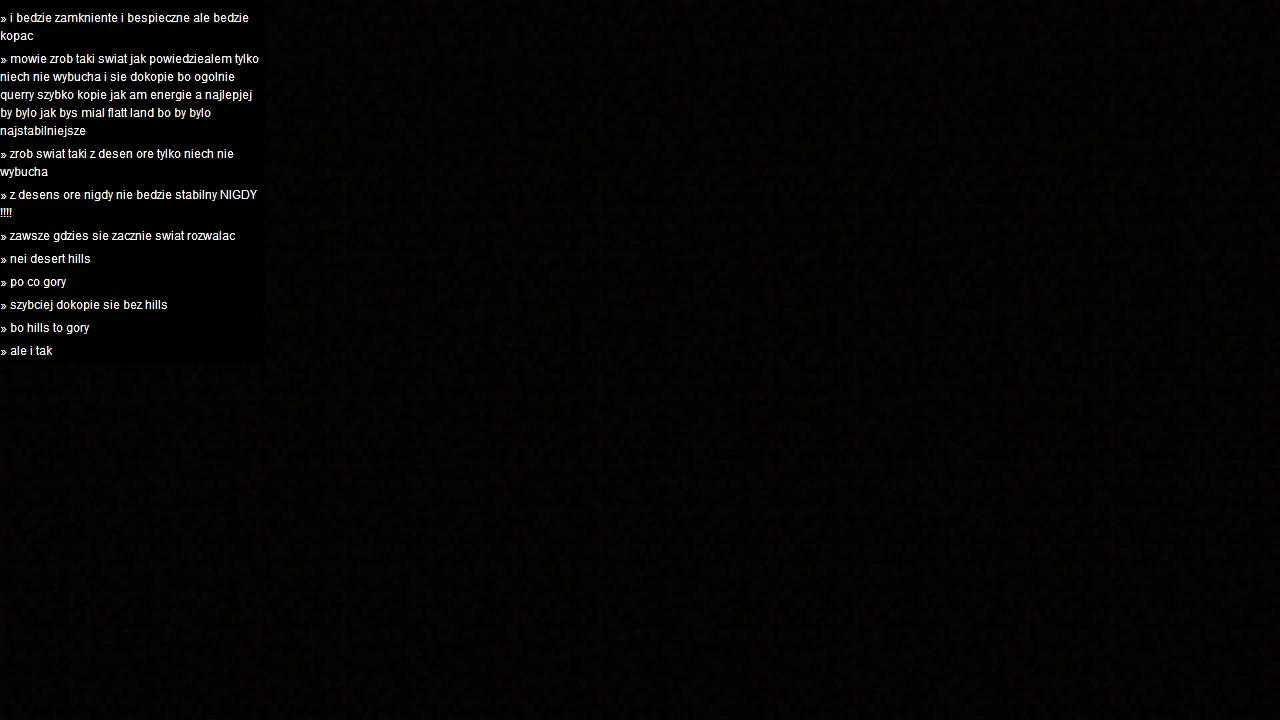 » i bedzie zamkniente i bespieczne ale bedzie
kopac
» mowie zrob taki swiat jak powiedziealem tylko
niech nie wybucha i sie dokopie bo ogolnie
querry szybko kopie jak am energie a najlepjej
by bylo jak bys mial flatt land bo by bylo
najstabilniejsze
» zrob swiat taki z desen ore tylko niech nie
wybucha
» z desens ore nigdy nie bedzie stabilny NIGDY
!!!!
» zawsze gdzies sie zacznie swiat rozwalac
» nei desert hills
» po co gory
» szybciej dokopie sie bez hills
» bo hills to gory
» ale i tak